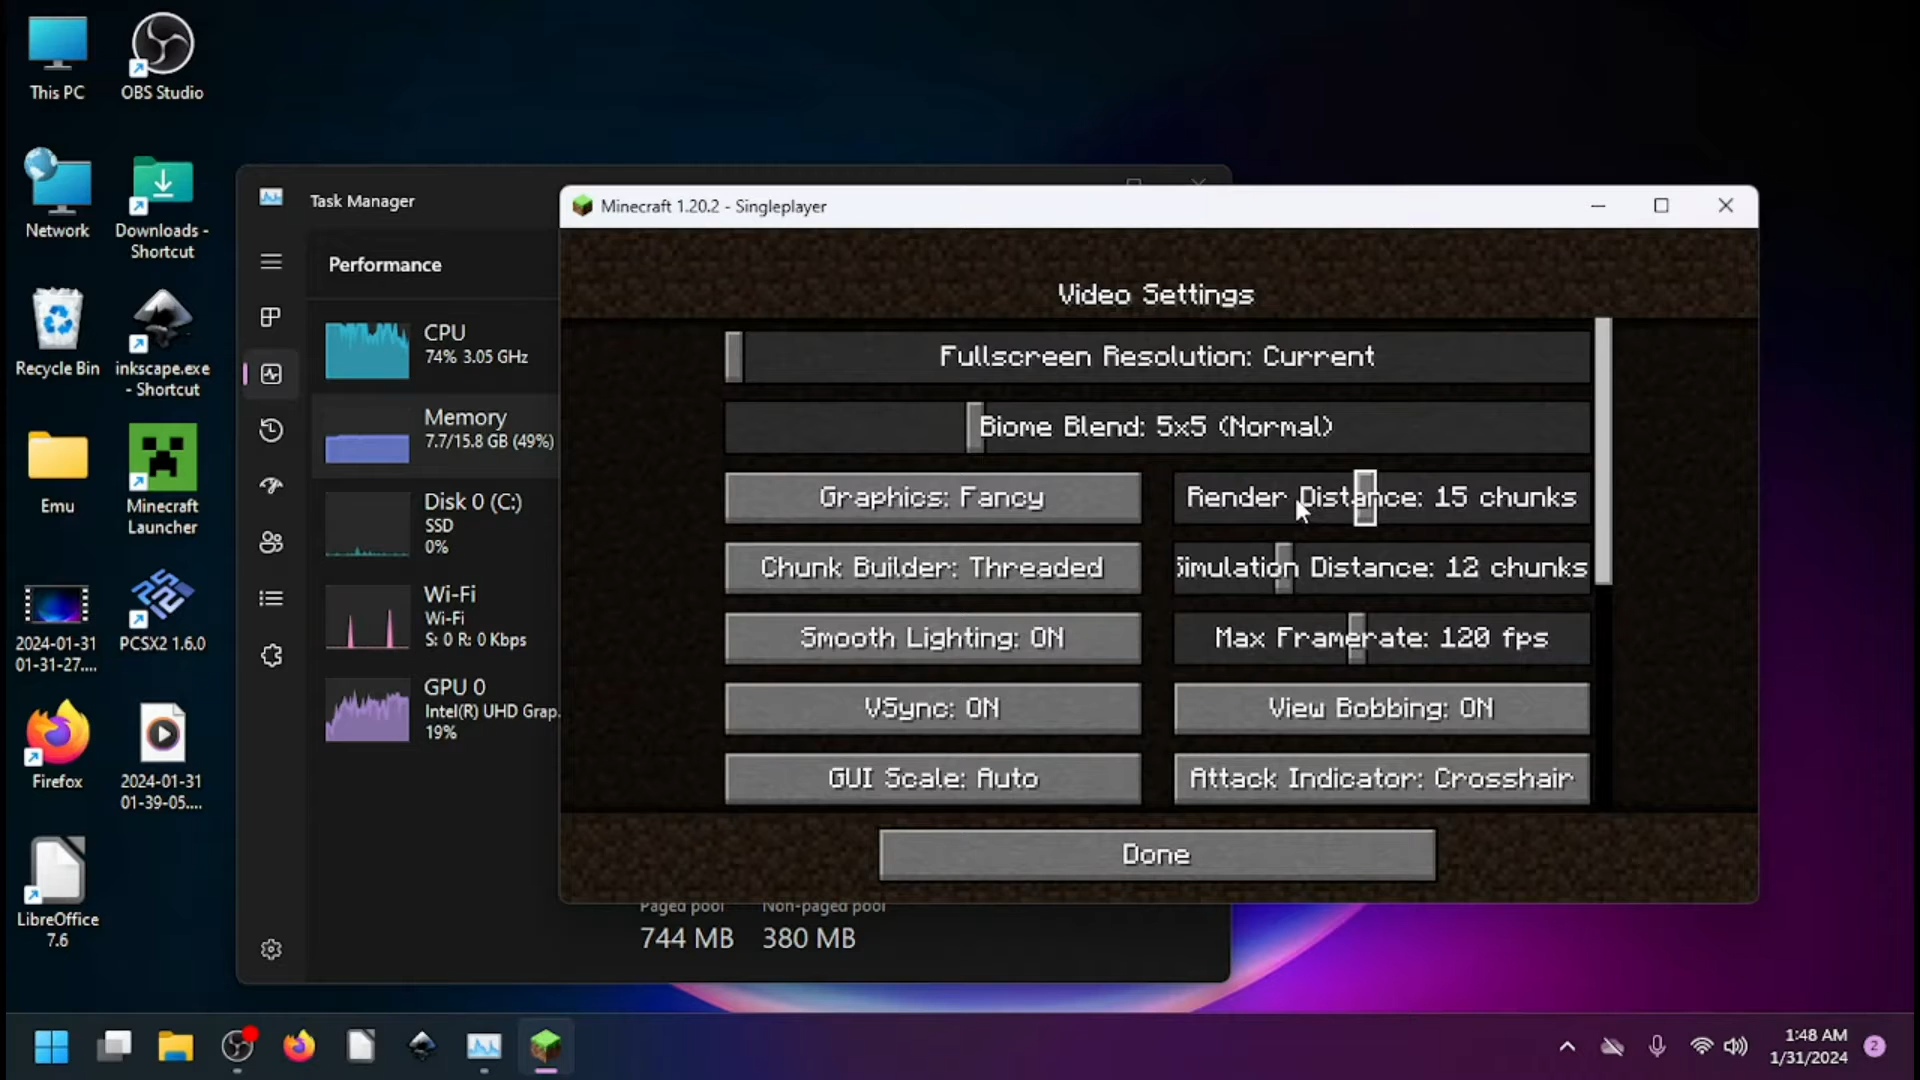 This PC
OBS Studio
Network
Downloads -
Shortcut
Recycle Bin
inkscape.exe
- Shortcut
Emu
Minecraft
Launcher
2024-01-31
01-31-27....
PCSX2 1.6.0
Firefox
2024-01-31
01-39-05....
LibreOffice
7.6
Task Manager
Performance
CPU
74% 3.05 GHz
Memory
7.7/15.8 GB (49%)
Disk 0 (C:)
SSD
0%
Wi-Fi
Wi-Fi
S: 0 R: 0 Kbps
GPU 0
Intel(R) UHD Grap.
19%
Paged pool
Non-paged pool
744 MB
380 MB
Minecraft 1.20.2 - Singleplayer
Video Settings
Fullscreen Resolution: Current
Biome Blend: 5x5 (Normal)
Graphics: Fancy
Render Distance: 15 chunks
Chunk Builder: Threaded
Simulation Distance: 12 chunks
Smooth Lighting: ON
Max Framerate: 120 fps
VSync: ON
View Bobbing: ON
GUI Scale: Auto
Attack Indicator: Crosshair
Done
1:48 AM
1/31/2024
2